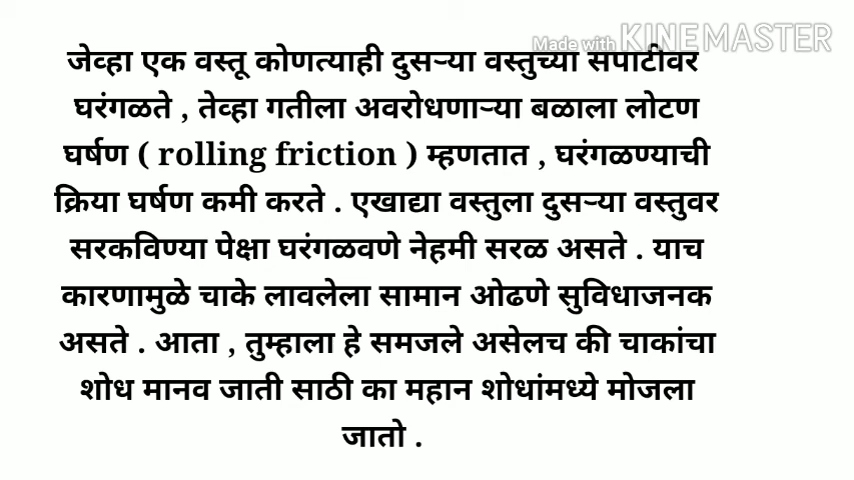 Made with KINEMASTER
जेव्हा एक वस्तू कोणत्याही दुसऱ्या वस्तुच्या सपाटीवर
घरंगळते , तेव्हा गतीला अवरोधणाऱ्या बळाला लोटण
घर्षण ( rolling friction ) म्हणतात , घरंगळण्याची
क्रिया घर्षण कमी करते . एखाद्या वस्तुला दुसऱ्या वस्तुवर
सरकविण्या पेक्षा घरंगळवणे नेहमी सरळ असते . याच
कारणामुळे चाके लावलेला सामान ओढणे सुविधाजनक
असते . आता , तुम्हाला हे समजले असेलच की चाकांचा
शोध मानव जाती साठी का महान शोधांमध्ये मोजला
जातो .